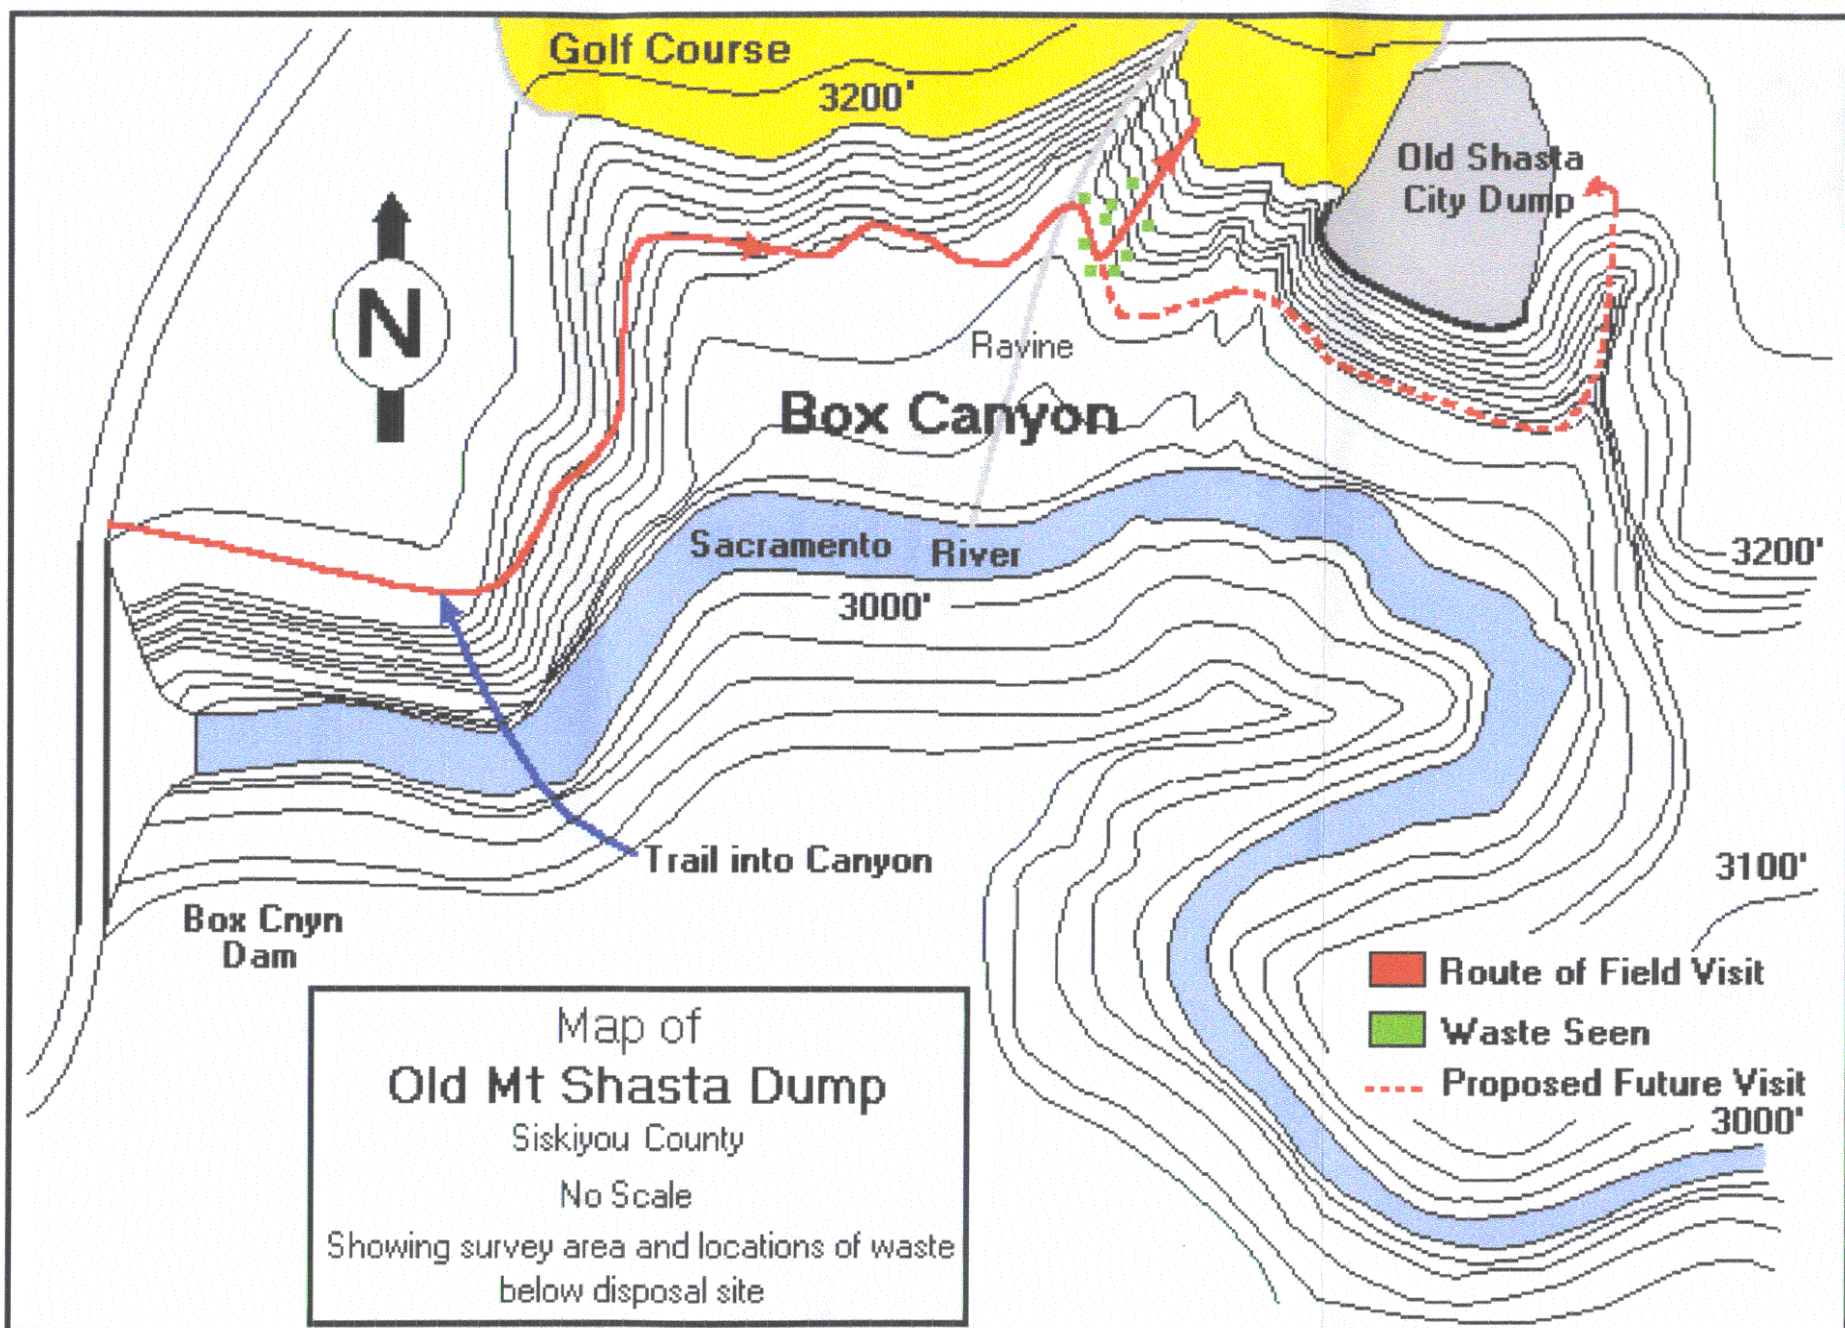 Golf Course
3200'
Old Shasta
City Dump
N
Ravine
Box Canyon
Sacramento River
3200'
3000'
Trail into Canyon
3100'
Box Cnyn
Dam
Route of Field Visit
Waste Seen
Proposed Future Visit
3000'
Map of
Old Mt Shasta Dump
Siskiyou County
No Scale
Showing survey area and locations of waste
below disposal site